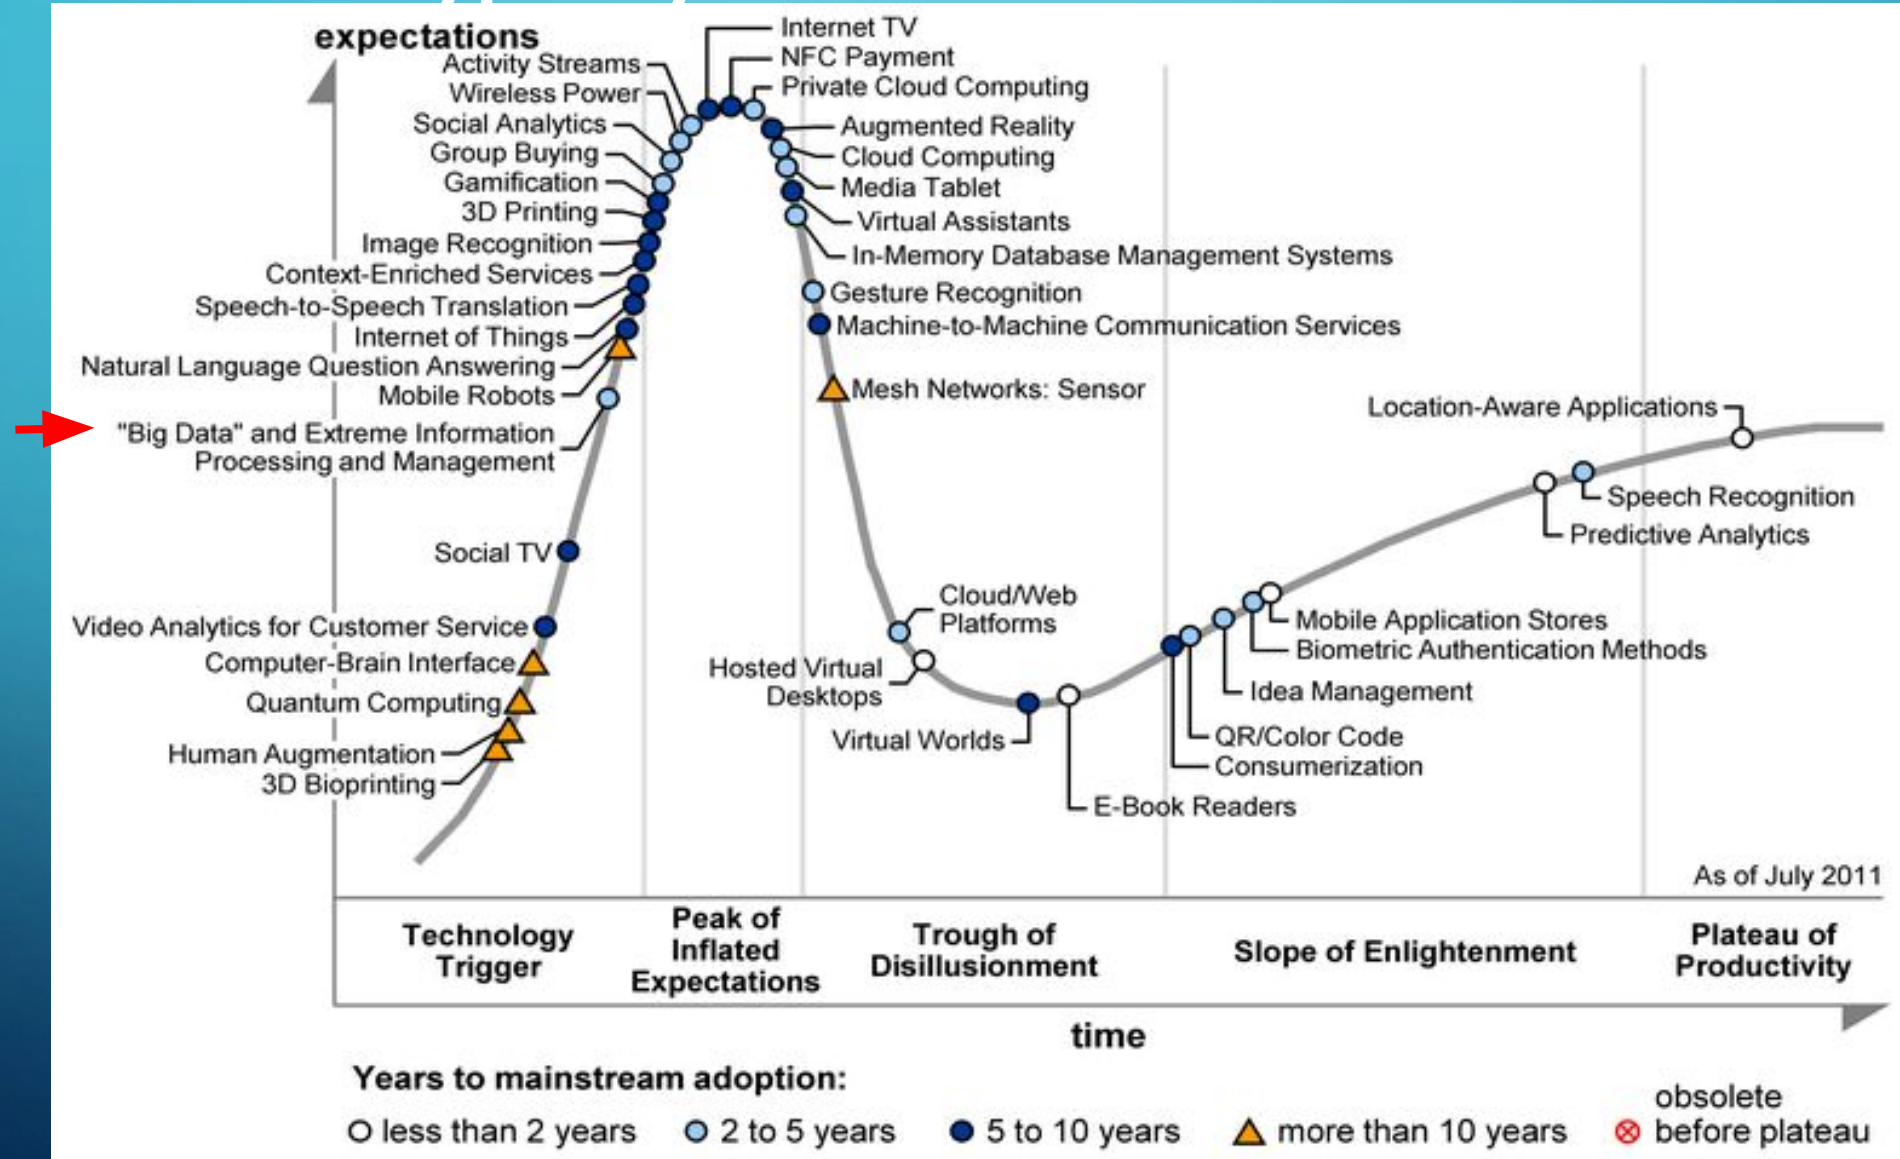 expectations
Activity Streams
Wireless Power
Social Analytics
Group Buying
Gamification
3D Printing
Image Recognition
Context-Enriched Services
Speech-to-Speech Translation
Internet of Things
Natural Language Question Answering
Mobile Robots
"Big Data" and Extreme Information
Processing and Management
Social TV
Video Analytics for Customer Service
Computer-Brain Interface
Quantum Computing
Human Augmentation
3D Bioprinting
Internet TV
NFC Payment
Private Cloud Computing
Augmented Reality
Cloud Computing
Media Tablet
Virtual Assistants
In-Memory Database Management Systems
Gesture Recognition
Machine-to-Machine Communication Services
Mesh Networks: Sensor
Cloud/Web
Platforms
Hosted Virtual
Desktops
Virtual Worlds
E-Book Readers
Location-Aware Applications
Speech Recognition
Predictive Analytics
Mobile Application Stores
Biometric Authentication Methods
Idea Management
QR/Color Code
Consumerization
As of July 2011
Technology
Trigger
Peak of
Inflated
Expectations
Trough of
Disillusionment
Slope of Enlightenment
Plateau of
Productivity
time
Years to mainstream adoption:
less than 2 years
2 to 5 years
5 to 10 years
more than 10 years
obsolete
before plateau